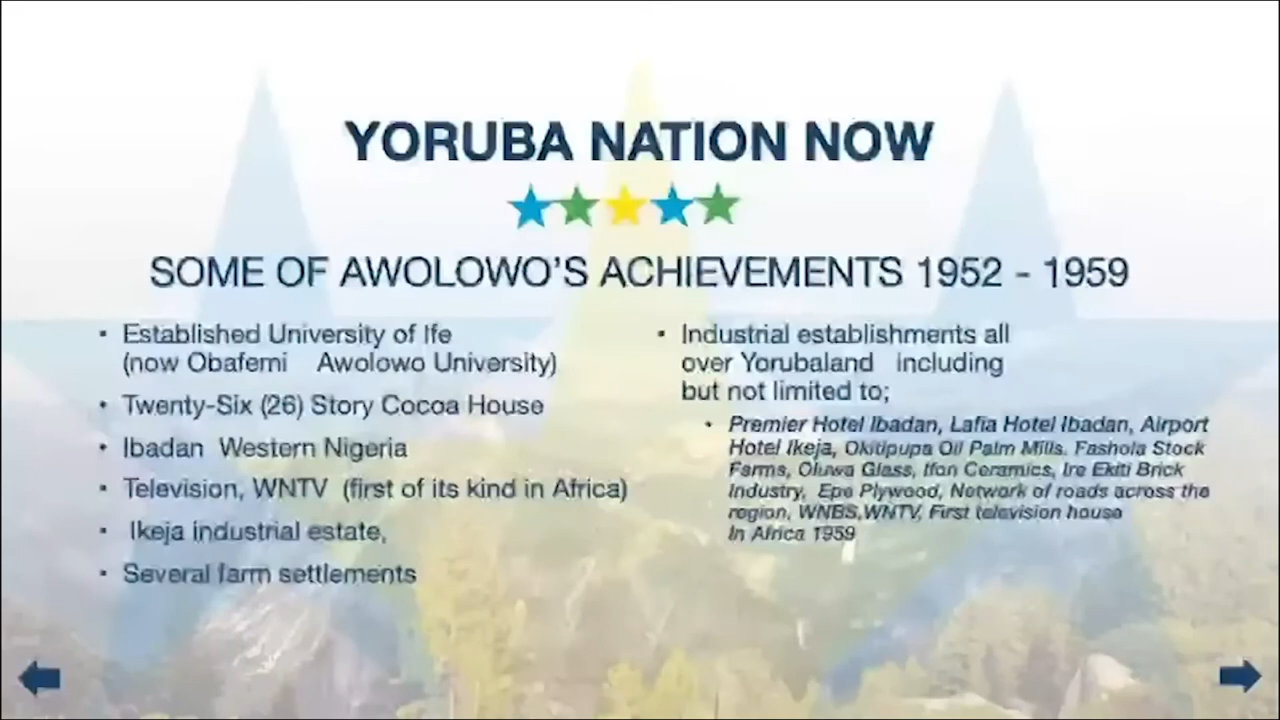 YORUBA NATION NOW
SOME OF AWOLOWO'S ACHIEVEMENTS 1952 - 1959
• Established University of Ife
(now Obafemi Awolowo University)
• Twenty-Six (26) Story Cocoa House
• Ibadan Western Nigeria
• Television, WNTV (first of its kind in Africa)
• Ikeja industrial estate,
• Several farm settlements
• Industrial establishments all
over Yorubaland including
but not limited to;
• Premier Hotel Ibadan, Lafia Hotel Ibadan, Airport
Hotel Ikeja, Okitipupa Oil Palm Mills. Fashola Stock
Farms, Oluwa Glass, Ifon Ceramics, Ire Ekiti Brick
Industry, Epe Plywood, Network of roads across the
region, WNBS,WNTV, First television house
In Africa 1959